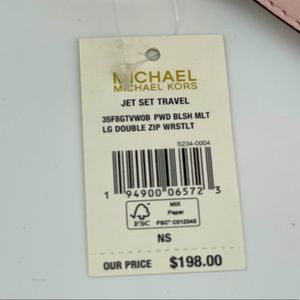 MICHAEL
MICHAEL KORS
JET SET TRAVEL
35F8GTVW0B PWD BLSH MLT
LG DOUBLE ZIP WRSTLT
S234-0004
1 94900 06572 3
FSC
MIX
Paper
FSC® C012345
NS
OUR PRICE $198.00